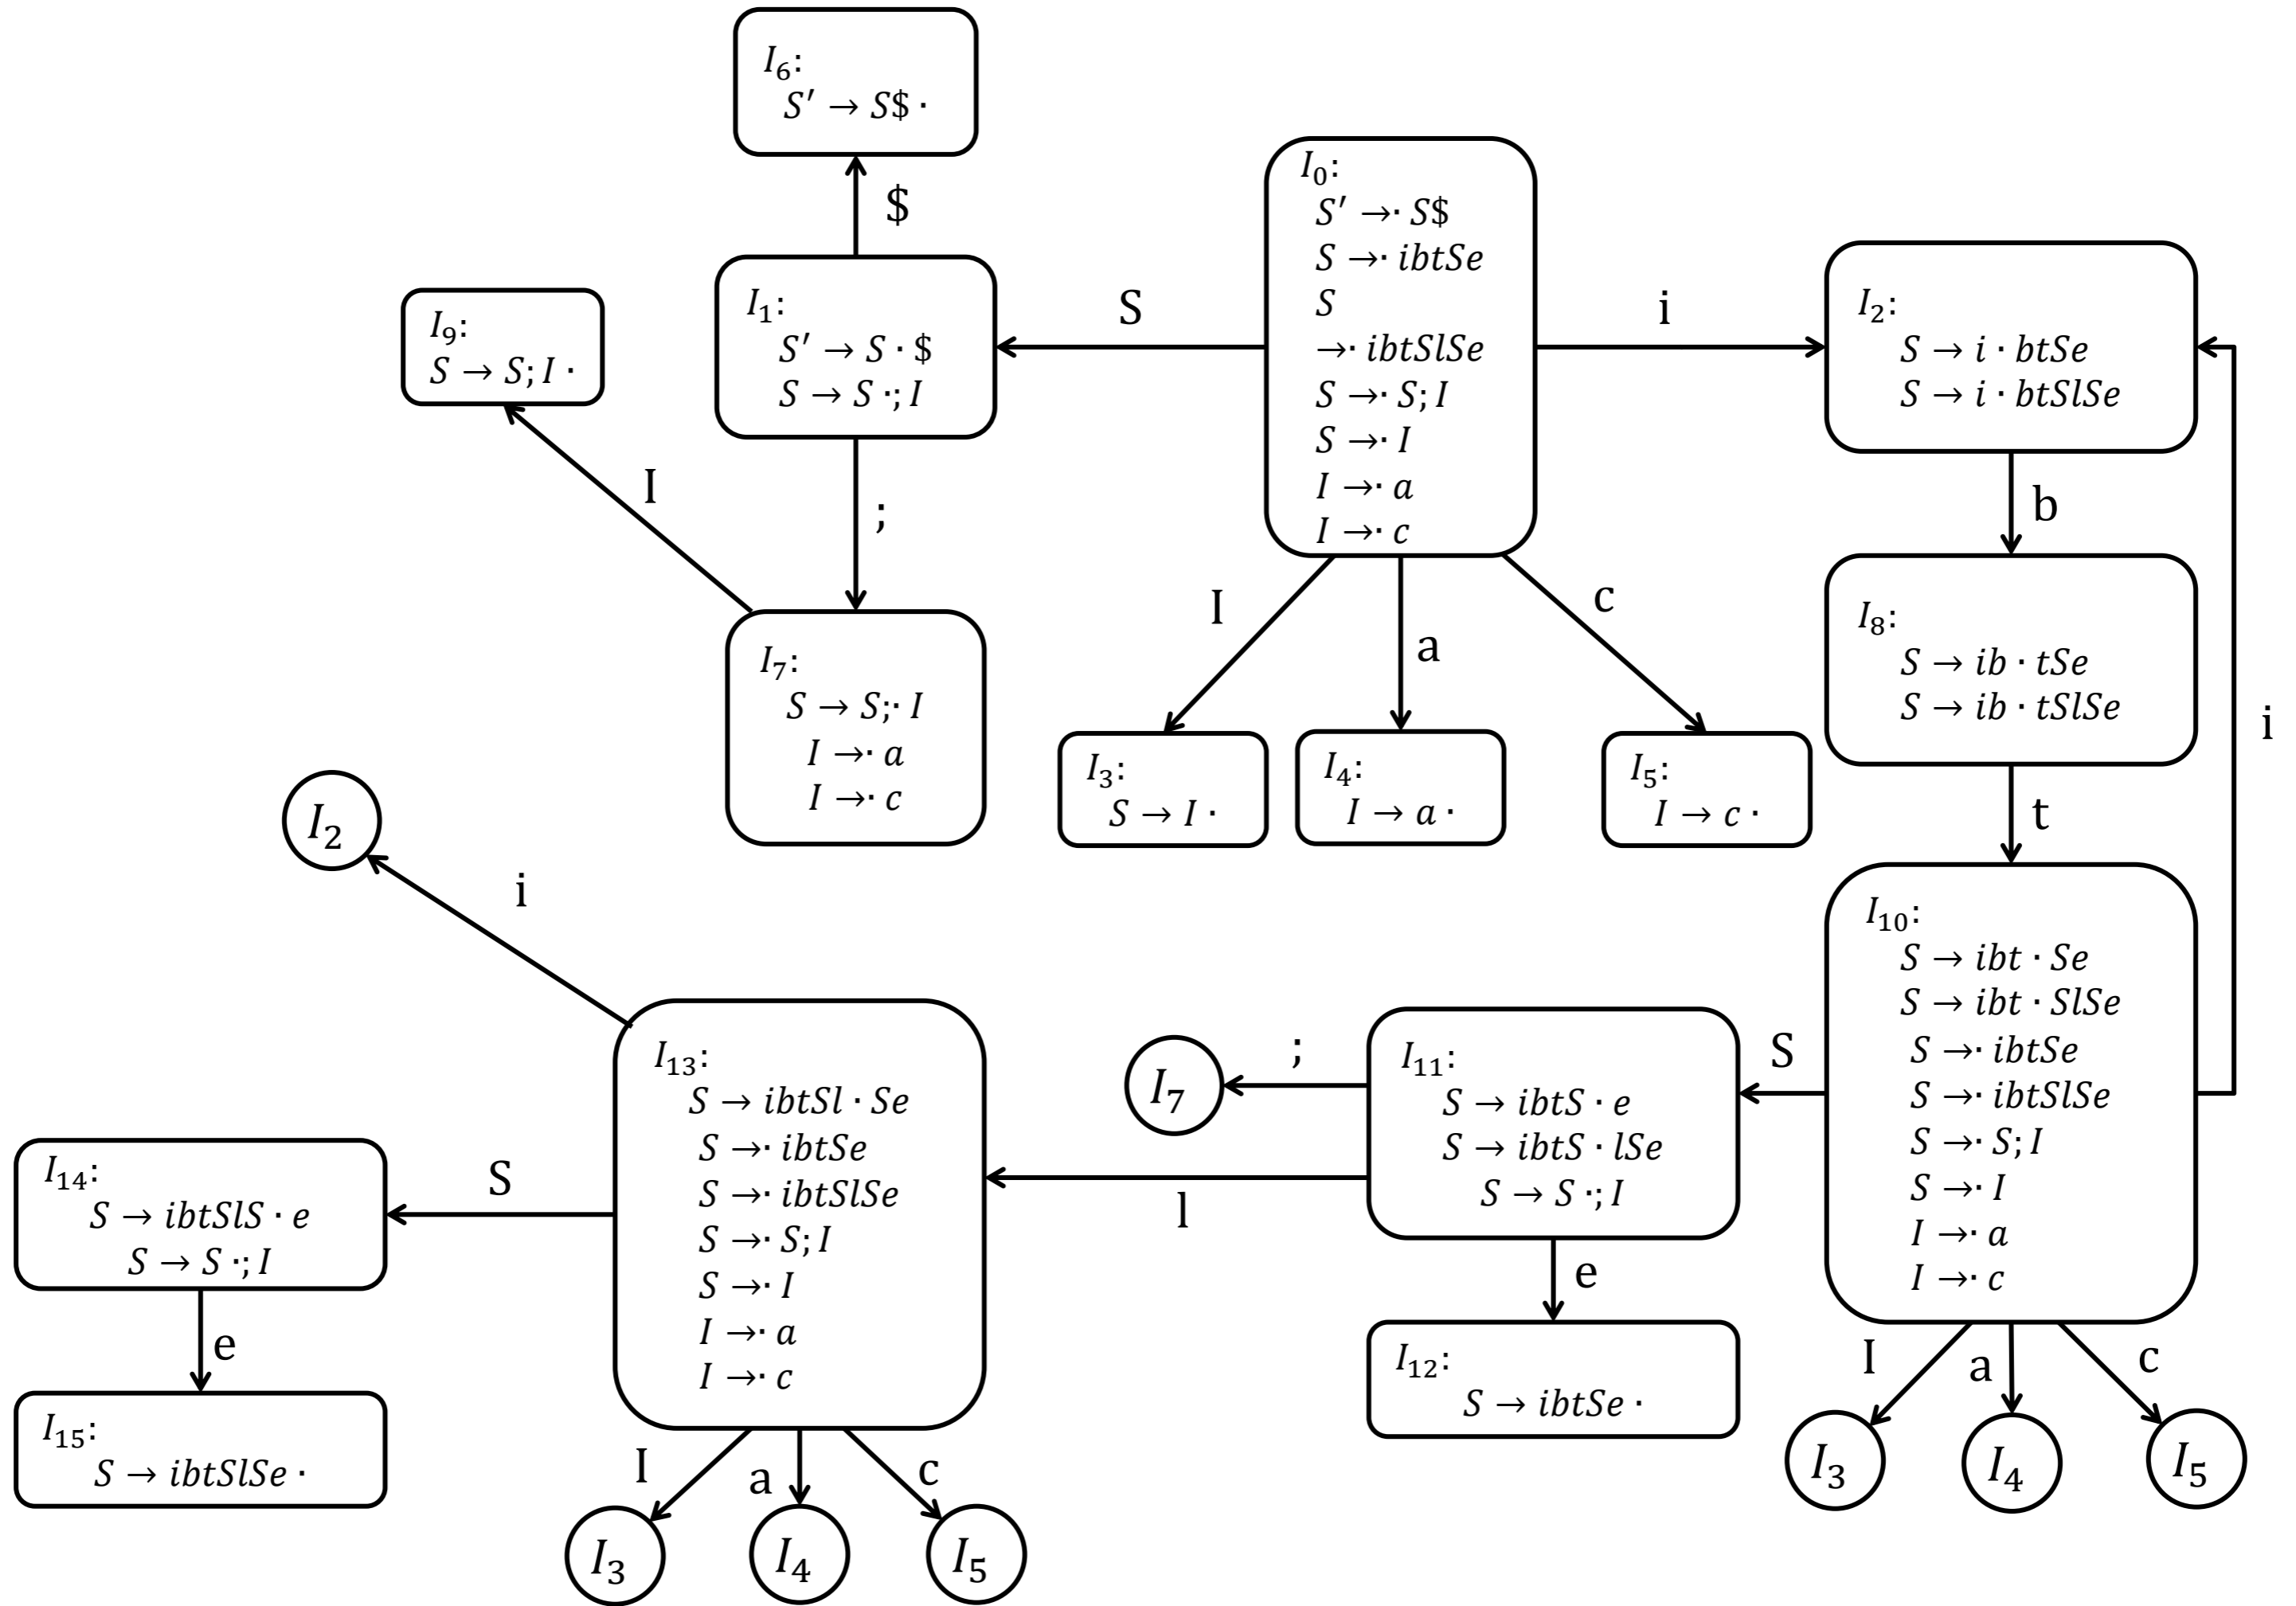 I₆:
S′ → S$ ·
$
I₀:
S′ →· S$
S →· ibtSe
S
→· ibtSlSe
S →· S; I
S →· I
I →· a
I →· c
S
i
I₁:
S′ → S · $
S → S ·; I
I₉:
S → S; I ·
I
;
I₂:
S → i · btSe
S → i · btSlSe
b
I₈:
S → ib · tSe
S → ib · tSlSe
i
t
I
a
c
I₇:
S → S;· I
I →· a
I →· c
I₃:
S → I ·
I₄:
I → a ·
I₅:
I → c ·
I₂
i
I₁₀:
S → ibt · Se
S → ibt · SlSe
S →· ibtSe
S →· ibtSlSe
S →· S; I
S →· I
I →· a
I →· c
S
I₁₁:
S → ibtS · e
S → ibtS · lSe
S → S ·; I
;
I₇
l
e
I₁₂:
S → ibtSe ·
I₁₃:
S → ibtSl · Se
S →· ibtSe
S →· ibtSlSe
S →· S; I
S →· I
I →· a
I →· c
S
I₁₄:
S → ibtSlS · e
S → S ·; I
e
I₁₅:
S → ibtSlSe ·
I
a
c
I₃
I₄
I₅
I
a
c
I₃
I₄
I₅